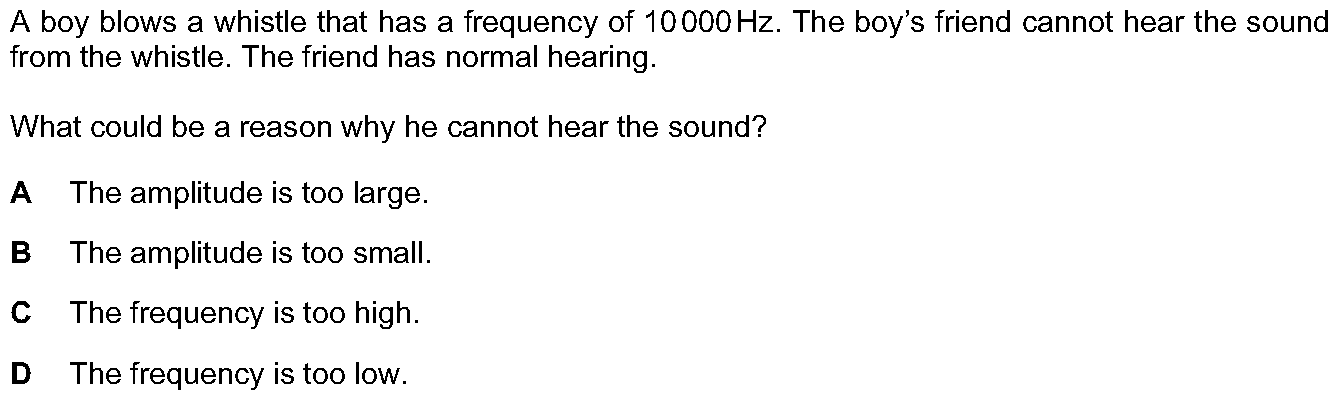 A boy blows a whistle that has a frequency of 10 000 Hz. The boy’s friend cannot hear the sound
from the whistle. The friend has normal hearing.
What could be a reason why he cannot hear the sound?
A The amplitude is too large.
B The amplitude is too small.
C The frequency is too high.
D The frequency is too low.